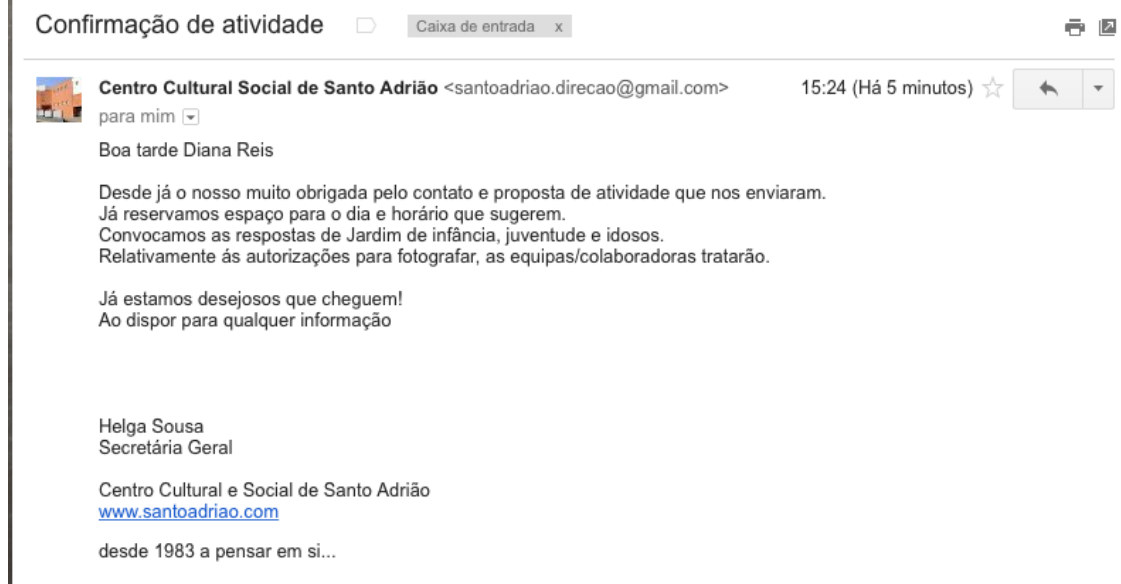 Confirmação de atividade
Caixa de entrada x
Centro Cultural Social de Santo Adrião <santoadriao.direcao@gmail.com> 15:24 (Há 5 minutos)
para mim
Boa tarde Diana Reis
Desde já o nosso muito obrigada pelo contato e proposta de atividade que nos enviaram.
Já reservamos espaço para o dia e horário que sugerem.
Convocamos as respostas de Jardim de infância, juventude e idosos.
Relativamente ás autorizações para fotografar, as equipas/colaboradoras tratarão.
Já estamos desejosos que cheguem!
Ao dispor para qualquer informação
Helga Sousa
Secretária Geral
Centro Cultural e Social de Santo Adrião
www.santoadriao.com
desde 1983 a pensar em si...